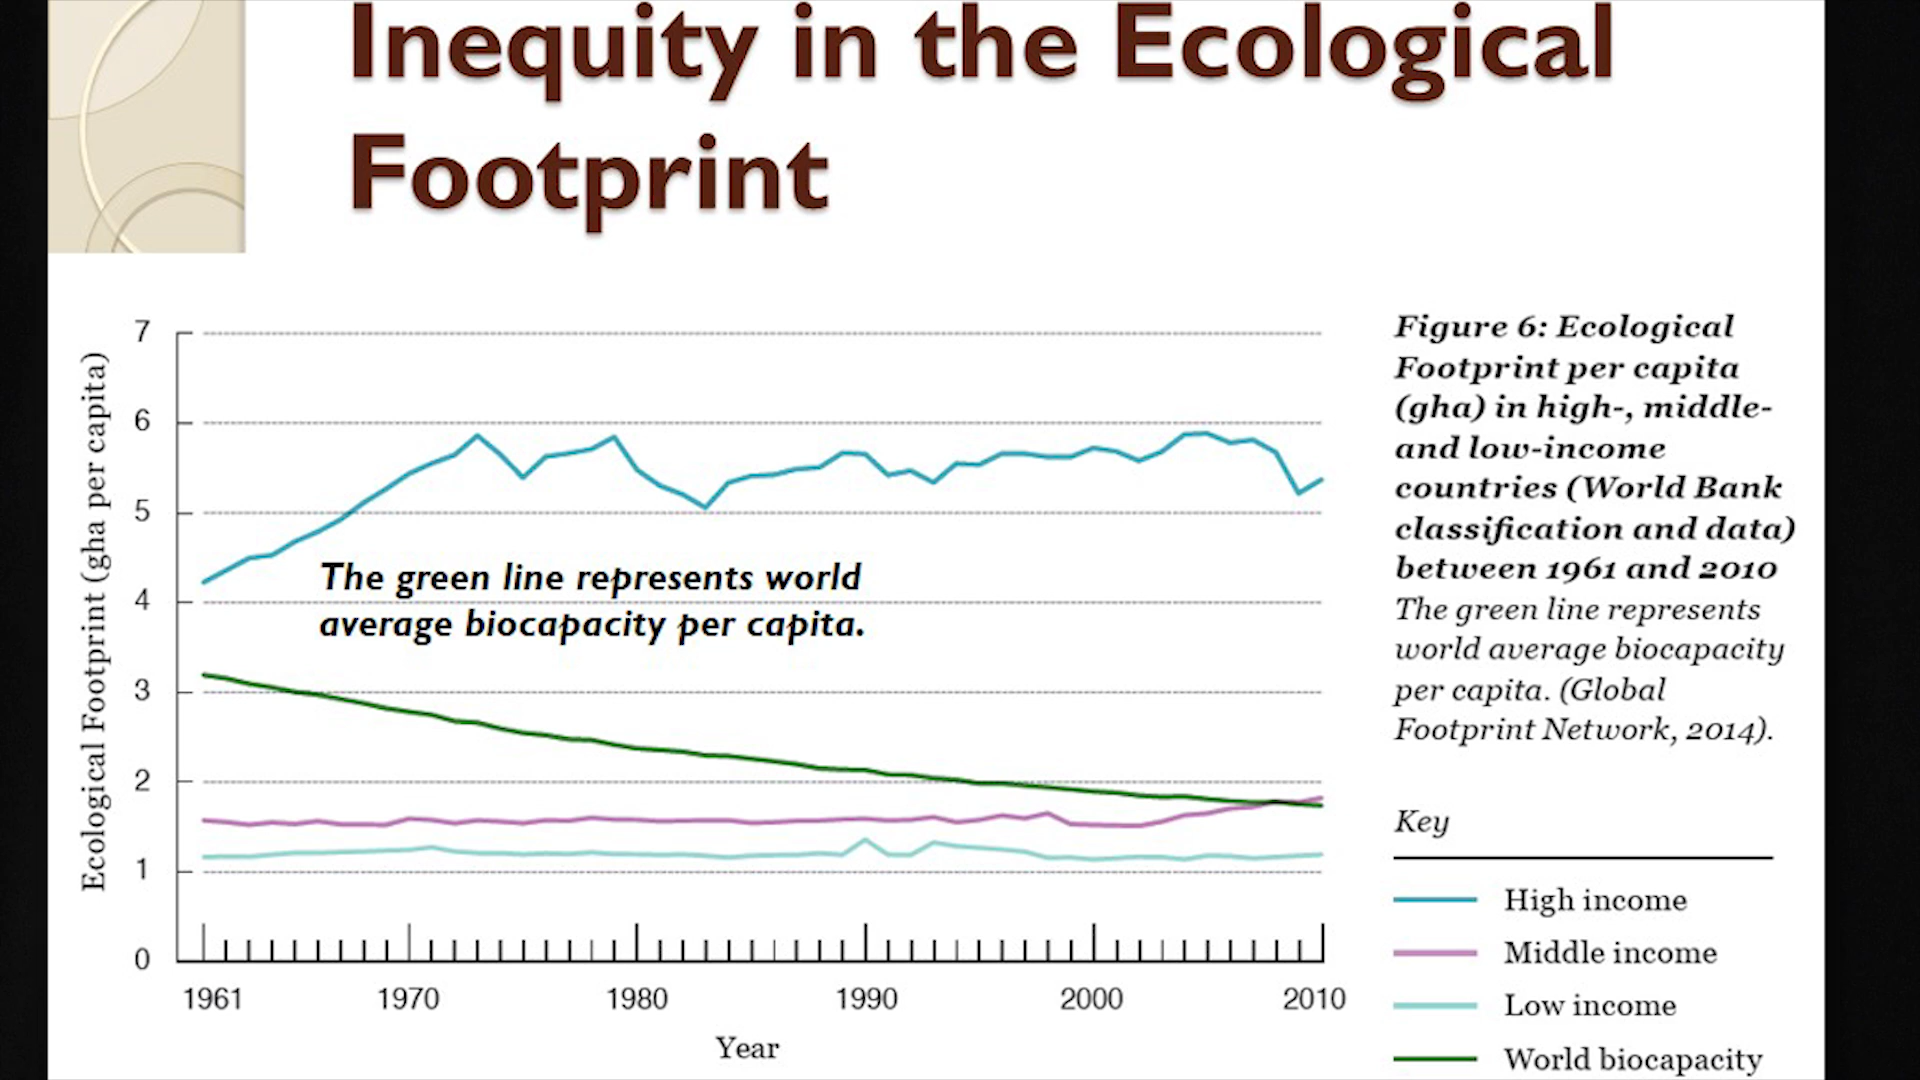 Inequity in the Ecological
Footprint
Ecological Footprint (gha per capita)
7
6
5
4
3
2
1
0
The green line represents world
average biocapacity per capita.
1961 1970 1980 1990 2000 2010
Year
Figure 6: Ecological
Footprint per capita
(gha) in high-, middle-
and low-income
countries (World Bank
classification and data)
between 1961 and 2010
The green line represents
world average biocapacity
per capita. (Global
Footprint Network, 2014).
Key
High income
Middle income
Low income
World biocapacity